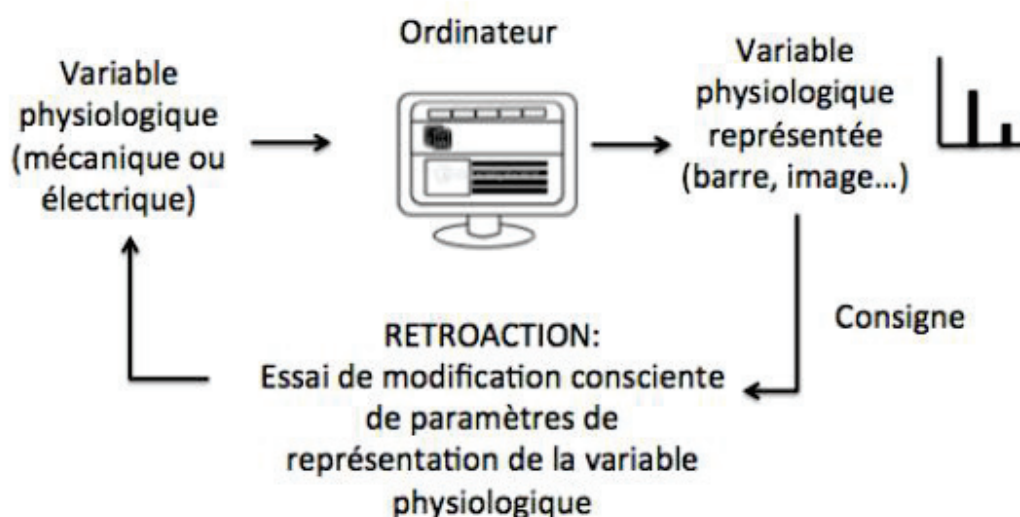 Ordinateur
Variable
physiologique
(mécanique ou
électrique)
Variable
physiologique
représentée
(barre, image…)
Consigne
RETROACTION:
Essai de modification consciente
de paramètres de
représentation de la variable
physiologique